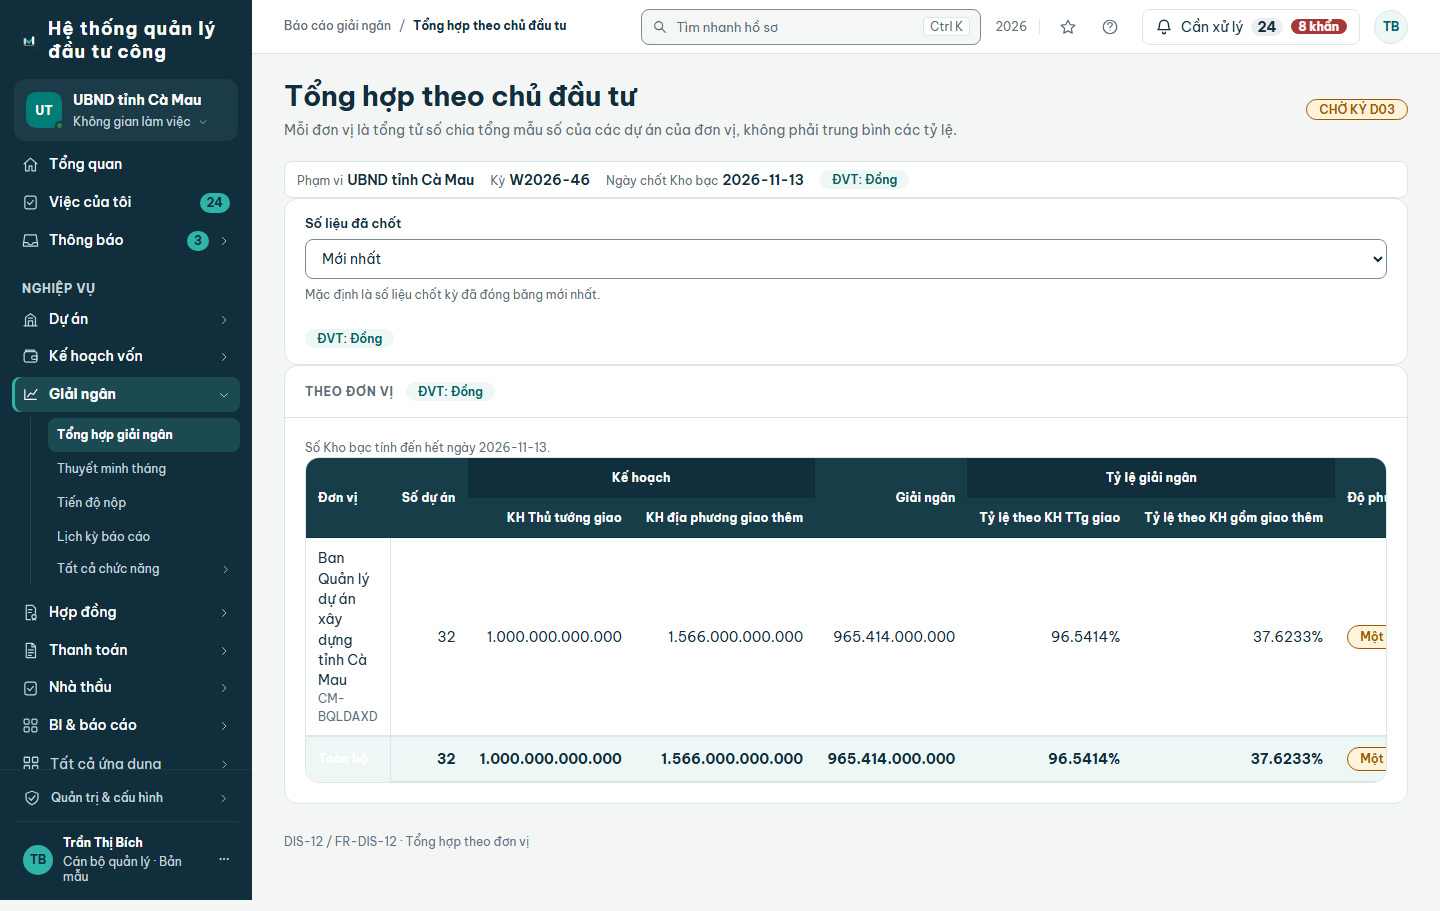 Hệ thống quản lý
đầu tư công
UT
UBND tỉnh Cà Mau
Không gian làm việc
Tổng quan
Việc của tôi 24
Thông báo 3
NGHIỆP VỤ
Dự án
Kế hoạch vốn
Giải ngân
Tổng hợp giải ngân
Thuyết minh tháng
Tiến độ nộp
Lịch kỳ báo cáo
Tất cả chức năng
Hợp đồng
Thanh toán
Nhà thầu
BI & báo cáo
Tất cả ứng dụng
Quản trị & cấu hình
TB
Trần Thị Bích
Cán bộ quản lý · Bản
mẫu
...
Báo cáo giải ngân / Tổng hợp theo chủ đầu tư
Tìm nhanh hồ sơ Ctrl K
2026
Cần xử lý 24 8 khẩn
TB
Tổng hợp theo chủ đầu tư
CHỜ KÝ D03
Mỗi đơn vị là tổng tử số chia tổng mẫu số của các dự án của đơn vị, không phải trung bình các tỷ lệ.
Phạm vi UBND tỉnh Cà Mau Kỳ W2026-46 Ngày chốt Kho bạc 2026-11-13 ĐVT: Đồng
Số liệu đã chốt
Mới nhất
Mặc định là số liệu chốt kỳ đã đóng băng mới nhất.
ĐVT: Đồng
THEO ĐƠN VỊ ĐVT: Đồng
Số Kho bạc tính đến hết ngày 2026-11-13.
Đơn vị Số dự án Kế hoạch Giải ngân Tỷ lệ giải ngân Độ phủ
KH Thủ tướng giao KH địa phương giao thêm Tỷ lệ theo KH TTg giao Tỷ lệ theo KH gồm giao thêm
Ban
Quản lý
dự án
xây
dựng
tỉnh Cà
Mau
CM-
BQLDAXD
32 1.000.000.000.000 1.566.000.000.000 965.414.000.000 96.5414% 37.6233% Một
Toàn bộ 32 1.000.000.000.000 1.566.000.000.000 965.414.000.000 96.5414% 37.6233% Một
DIS-12 / FR-DIS-12 · Tổng hợp theo đơn vị